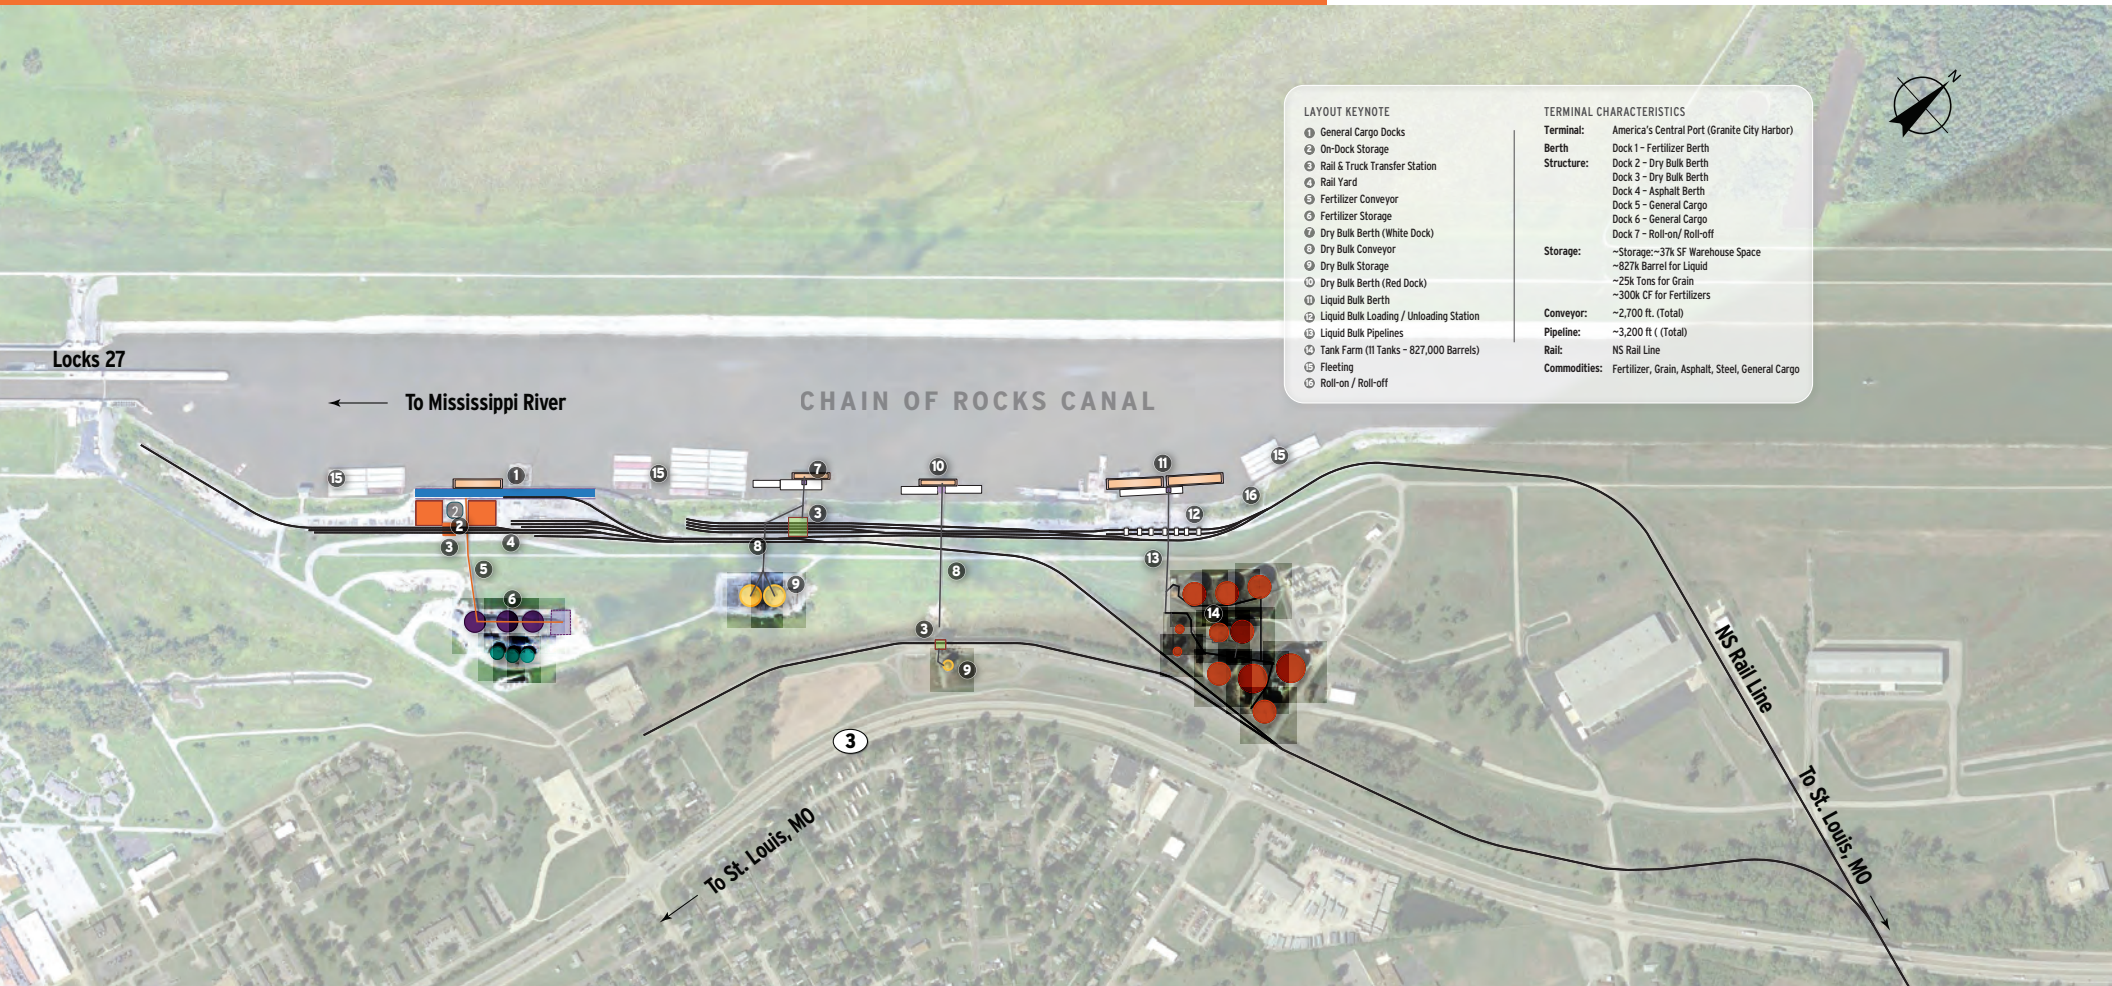 N
LAYOUT KEYNOTE
1 General Cargo Docks
2 On-Dock Storage
3 Rail & Truck Transfer Station
4 Rail Yard
5 Fertilizer Conveyor
6 Fertilizer Storage
7 Dry Bulk Berth (White Dock)
8 Dry Bulk Conveyor
9 Dry Bulk Storage
10 Dry Bulk Berth (Red Dock)
11 Liquid Bulk Berth
12 Liquid Bulk Loading / Unloading Station
13 Liquid Bulk Pipelines
14 Tank Farm (11 Tanks – 827,000 Barrels)
15 Fleeting
16 Roll-on / Roll-off
TERMINAL CHARACTERISTICS
Terminal: America's Central Port (Granite City Harbor)
Berth Dock 1 – Fertilizer Berth
Structure: Dock 2 – Dry Bulk Berth
Dock 3 – Dry Bulk Berth
Dock 4 – Asphalt Berth
Dock 5 – General Cargo
Dock 6 – General Cargo
Dock 7 – Roll-on/ Roll-off
Storage: ~Storage:~37k SF Warehouse Space
~827k Barrel for Liquid
~25k Tons for Grain
~300k CF for Fertilizers
Conveyor: ~2,700 ft. (Total)
Pipeline: ~3,200 ft ( (Total)
Rail: NS Rail Line
Commodities: Fertilizer, Grain, Asphalt, Steel, General Cargo
Locks 27
To Mississippi River
CHAIN OF ROCKS CANAL
15
1
15
7
10
11
15
16
2
2
3
12
3
4
8
13
5
8
9
6
14
3
9
3
NS Rail Line
To St. Louis, MO
To St. Louis, MO